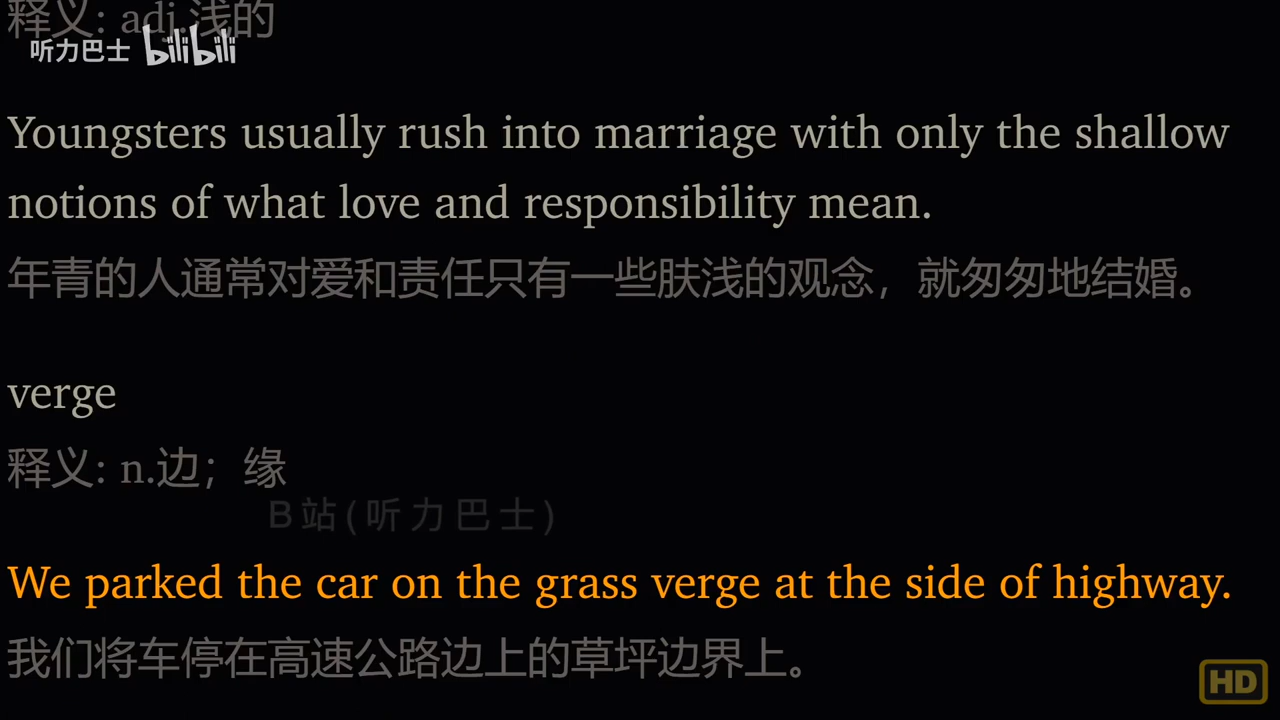 释义: adj.浅的
听力巴士 bilibili
Youngsters usually rush into marriage with only the shallow
notions of what love and responsibility mean.
年青的人通常对爱和责任只有一些肤浅的观念，就匆匆地结婚。
verge
释义: n.边；缘
B站(听力巴士)
We parked the car on the grass verge at the side of highway.
我们将车停在高速公路边上的草坪边界上。
HD